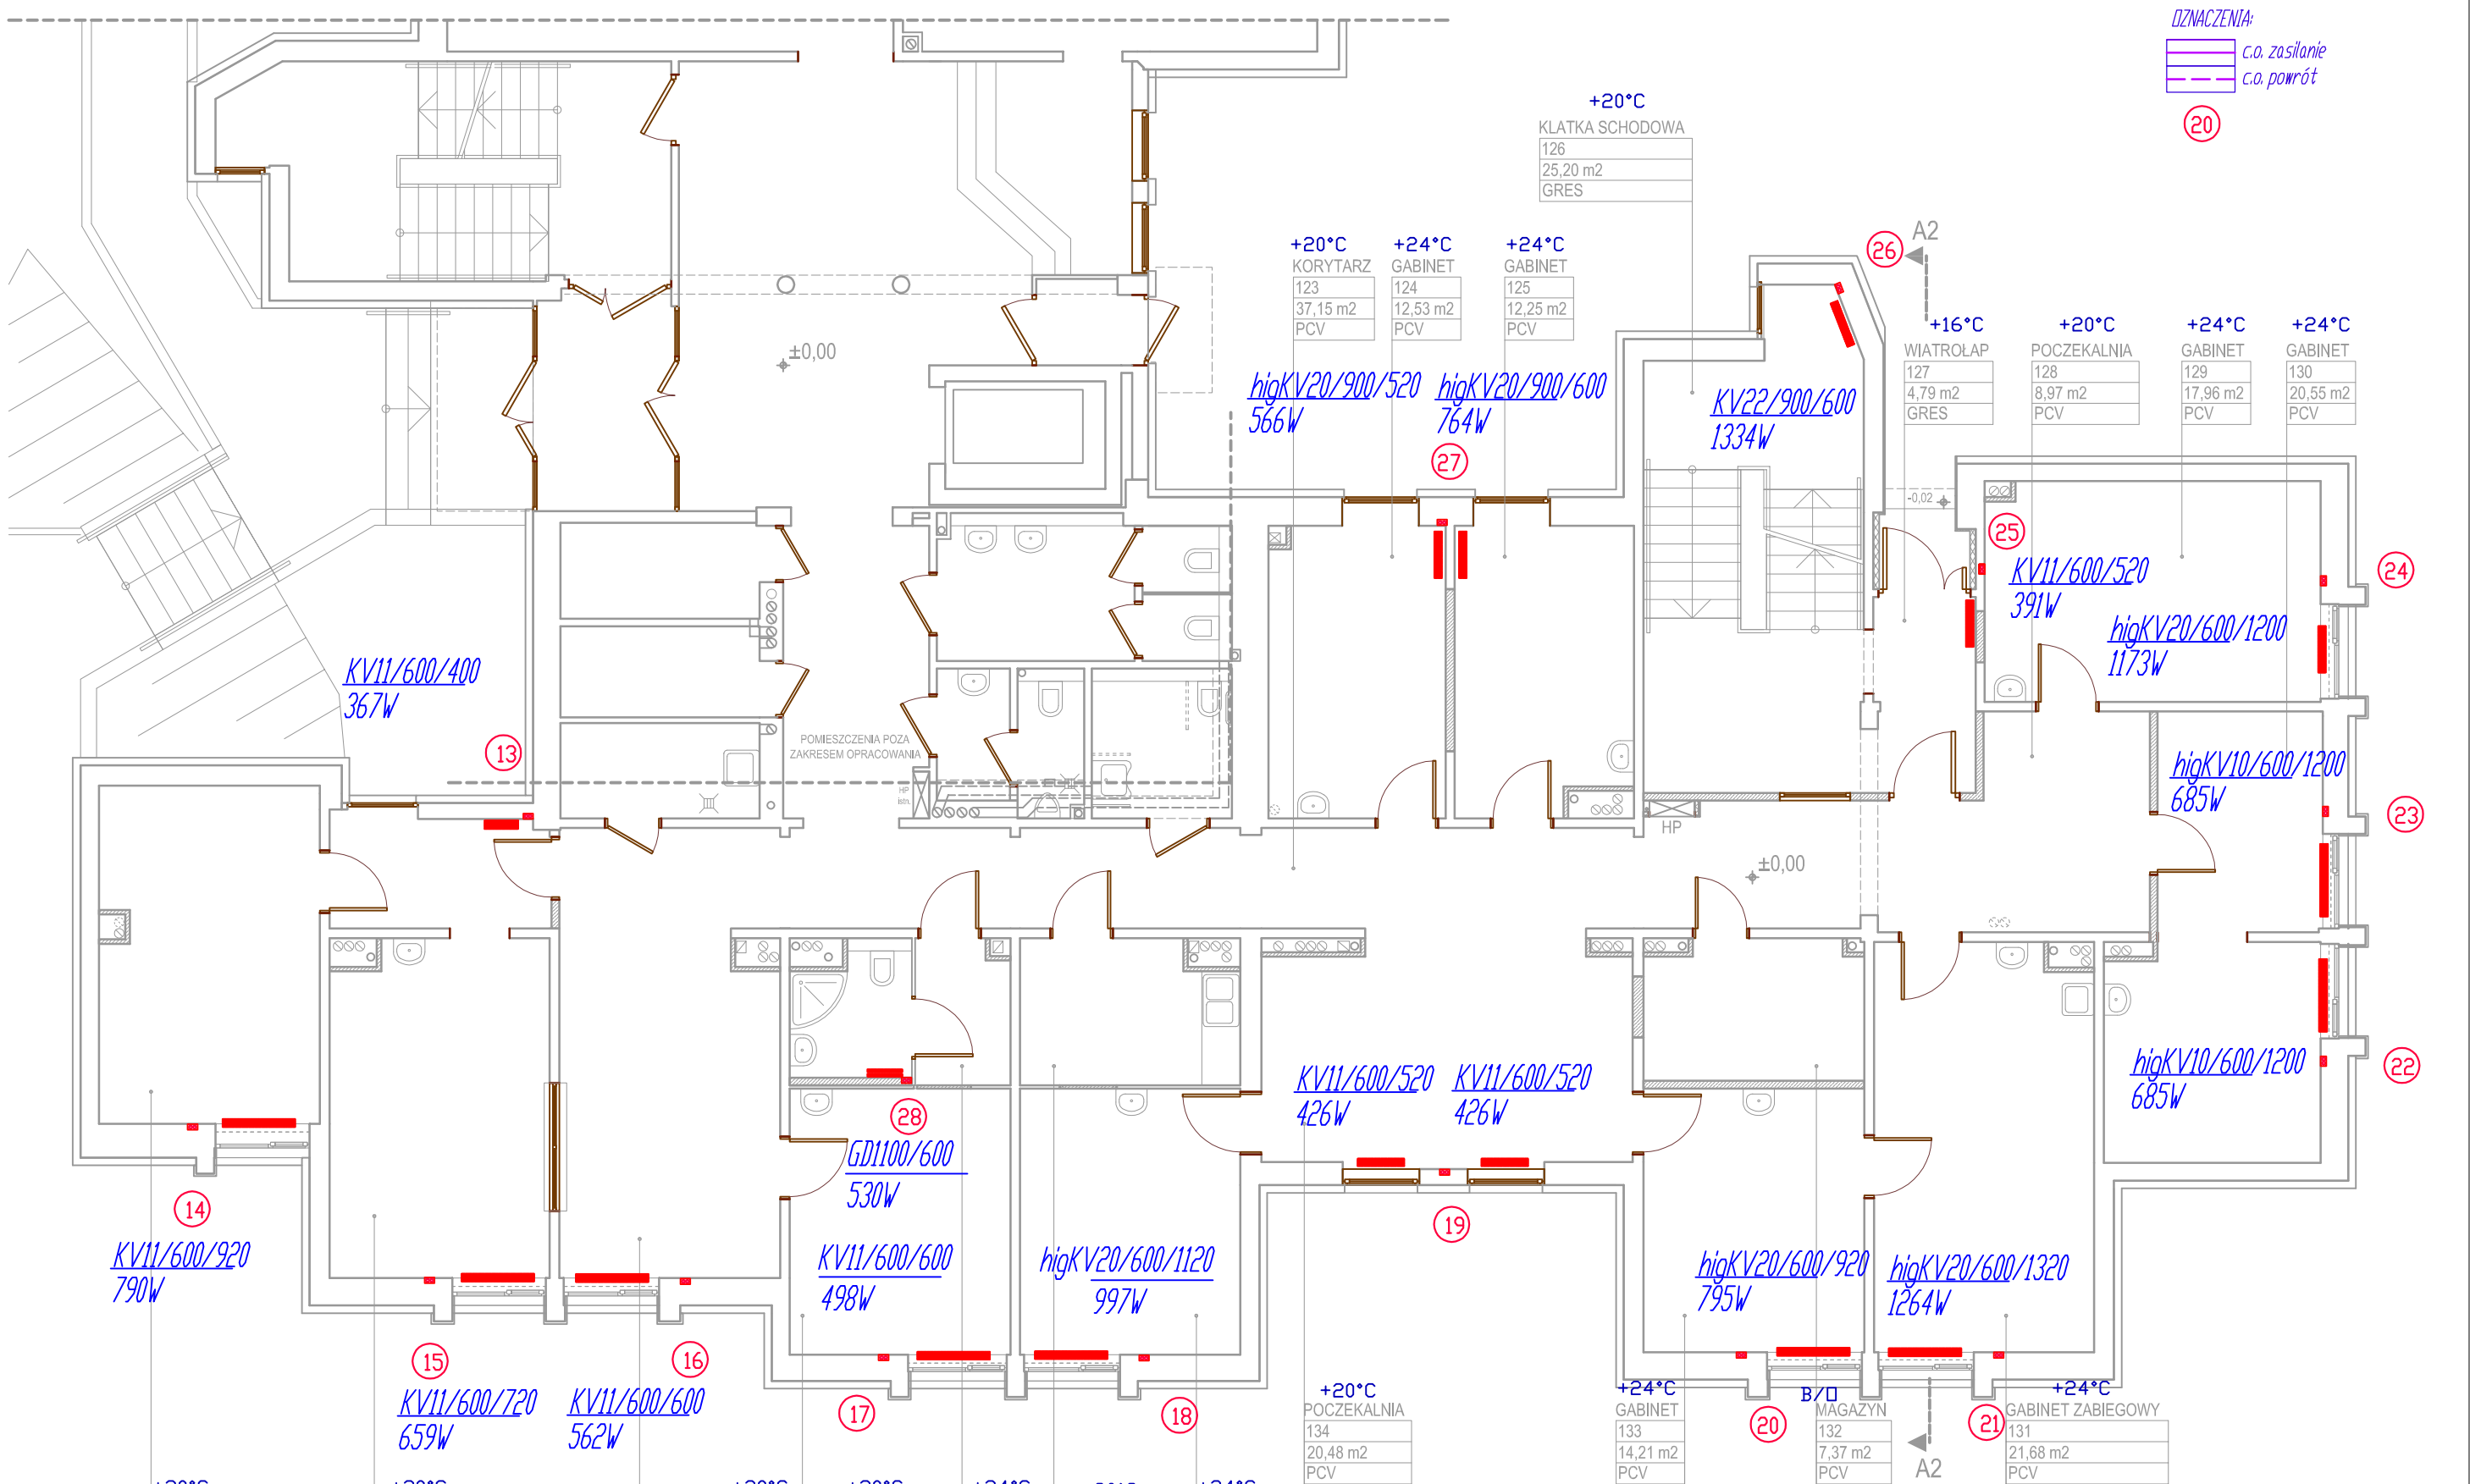 OZNACZENIA:
c.o. zasilanie
c.o. powrót
20
+20°C
KLATKA SCHODOWA
126
25,20 m2
GRES
+20°C
KORYTARZ
123
37,15 m2
PCV
+24°C
GABINET
124
12,53 m2
PCV
+24°C
GABINET
125
12,25 m2
PCV
26
A2
+16°C
WIATROŁAP
127
4,79 m2
GRES
+20°C
POCZEKALNIA
128
8,97 m2
PCV
+24°C
GABINET
129
17,96 m2
PCV
+24°C
GABINET
130
20,55 m2
PCV
±0,00
higKV20/900/520
566W
higKV20/900/600
764W
KV22/900/600
1334W
27
-0,02
25
KV11/600/520
391W
24
higKV20/600/1200
1173W
KV11/600/400
367W
13
POMIESZCZENIA POZA
ZAKRESEM OPRACOWANIA
HP
istn.
higKV10/600/1200
685W
23
HP
±0,00
higKV10/600/1200
685W
22
KV11/600/520
426W
KV11/600/520
426W
28
GD1100/600
530W
14
KV11/600/920
790W
19
KV11/600/600
498W
higKV20/600/1120
997W
higKV20/600/920
795W
higKV20/600/1320
1264W
15
KV11/600/720
659W
16
KV11/600/600
562W
17
18
+20°C
POCZEKALNIA
134
20,48 m2
PCV
+24°C
GABINET
133
14,21 m2
PCV
20
B/O
MAGAZYN
132
7,37 m2
PCV
A2
21
+24°C
GABINET ZABIEGOWY
131
21,68 m2
PCV